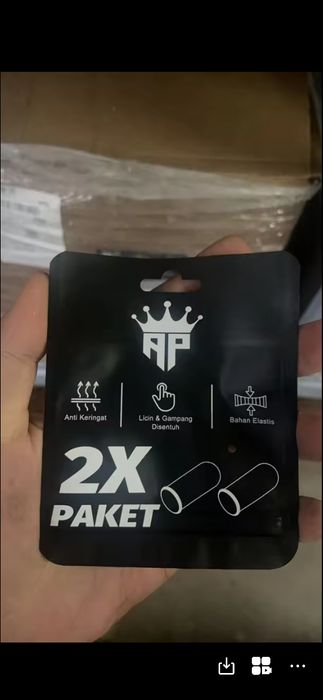 AP
Anti Keringat
Licin & Gampang
Disentuh
Bahan Elastis
2X
PAKET